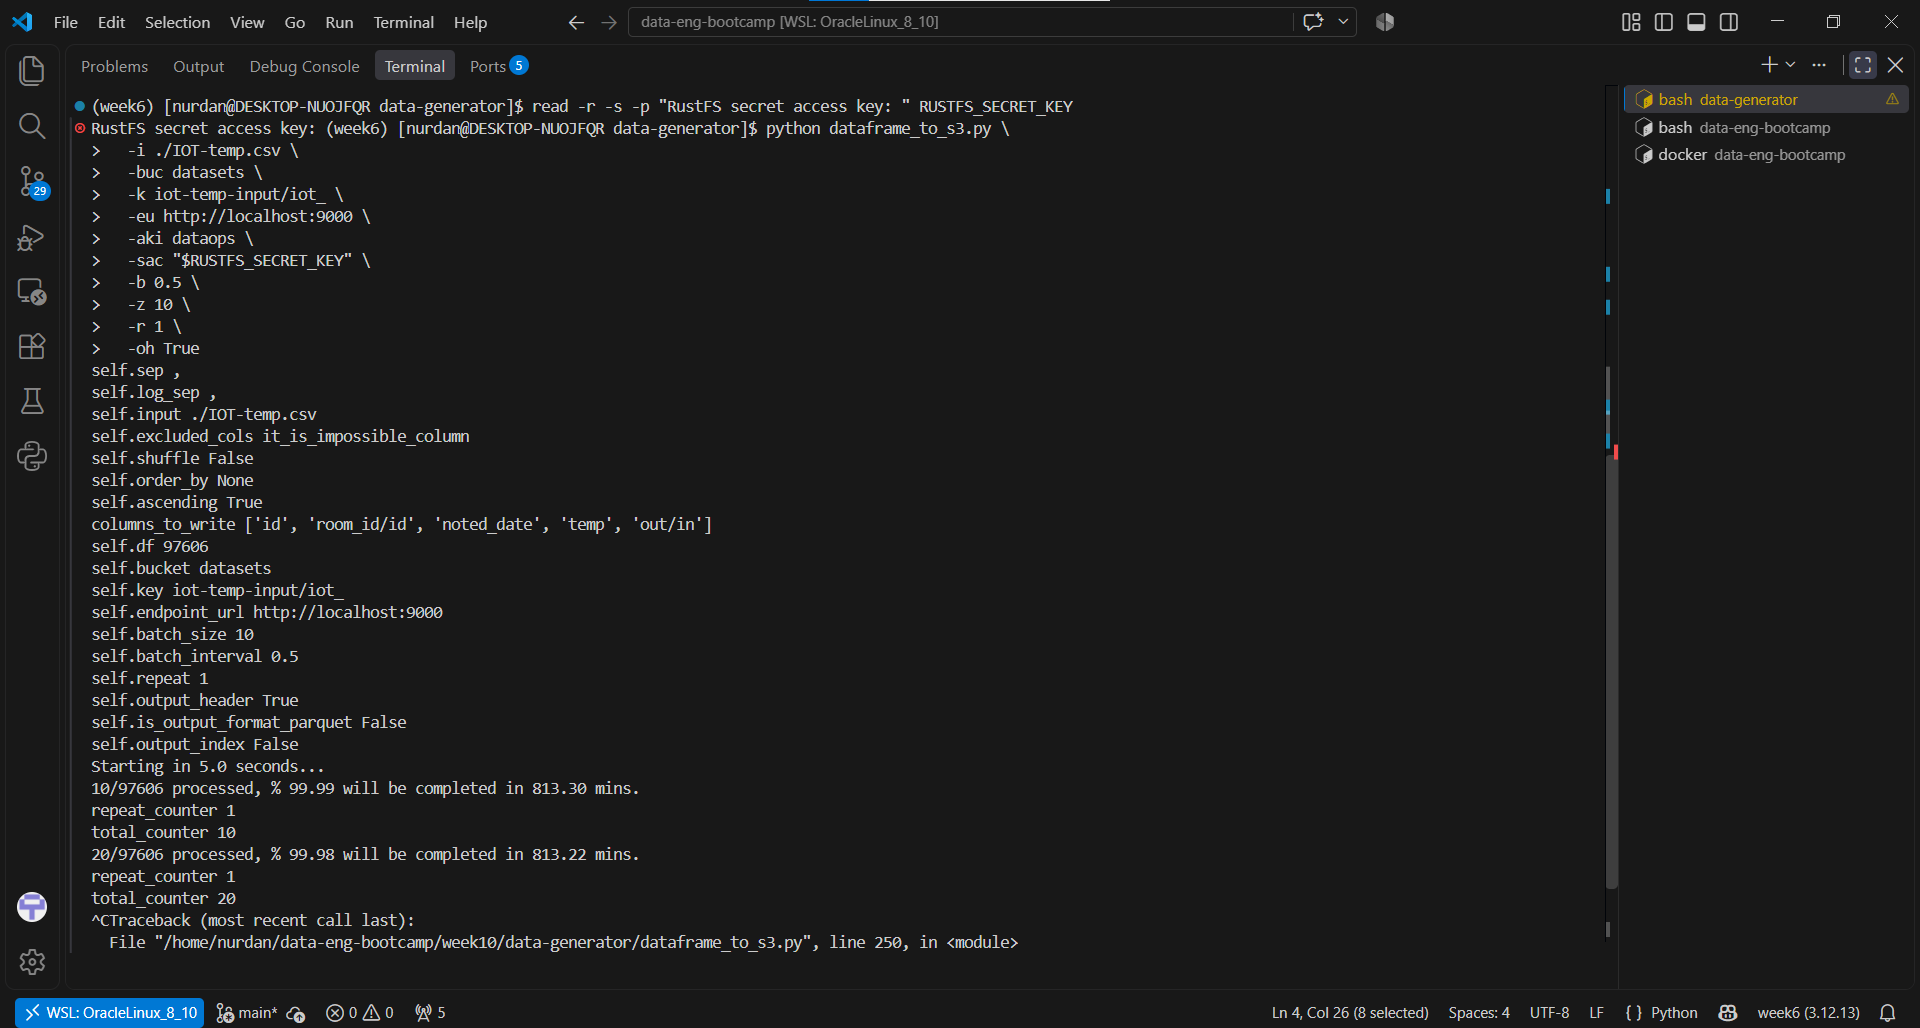 File Edit Selection View Go Run Terminal Help
data-eng-bootcamp [WSL: OracleLinux_8_10]
Problems Output Debug Console Terminal Ports 5
(week6) [nurdan@DESKTOP-NUOJFQR data-generator]$ read -r -s -p "RustFS secret access key: " RUSTFS_SECRET_KEY
RustFS secret access key: (week6) [nurdan@DESKTOP-NUOJFQR data-generator]$ python dataframe_to_s3.py \
>   -i ./IOT-temp.csv \
>   -buc datasets \
>   -k iot-temp-input/iot_ \
>   -eu http://localhost:9000 \
>   -aki dataops \
>   -sac "$RUSTFS_SECRET_KEY" \
>   -b 0.5 \
>   -z 10 \
>   -r 1 \
>   -oh True
self.sep ,
self.log_sep ,
self.input ./IOT-temp.csv
self.excluded_cols it_is_impossible_column
self.shuffle False
self.order_by None
self.ascending True
columns_to_write ['id', 'room_id/id', 'noted_date', 'temp', 'out/in']
self.df 97606
self.bucket datasets
self.key iot-temp-input/iot_
self.endpoint_url http://localhost:9000
self.batch_size 10
self.batch_interval 0.5
self.repeat 1
self.output_header True
self.is_output_format_parquet False
self.output_index False
Starting in 5.0 seconds...
10/97606 processed, % 99.99 will be completed in 813.30 mins.
repeat_counter 1
total_counter 10
20/97606 processed, % 99.98 will be completed in 813.22 mins.
repeat_counter 1
total_counter 20
^CTraceback (most recent call last):
  File "/home/nurdan/data-eng-bootcamp/week10/data-generator/dataframe_to_s3.py", line 250, in <module>
bash data-generator
bash data-eng-bootcamp
docker data-eng-bootcamp
29
WSL: OracleLinux_8_10 main* 0 0 5 Ln 4, Col 26 (8 selected) Spaces: 4 UTF-8 LF { } Python week6 (3.12.13)